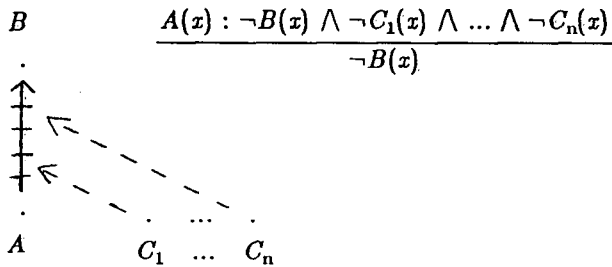 B
A(x) : ¬B(x) ∧ ¬C₁(x) ∧ ... ∧ ¬Cₙ(x)
¬B(x)
...
A
C₁ ... Cₙ